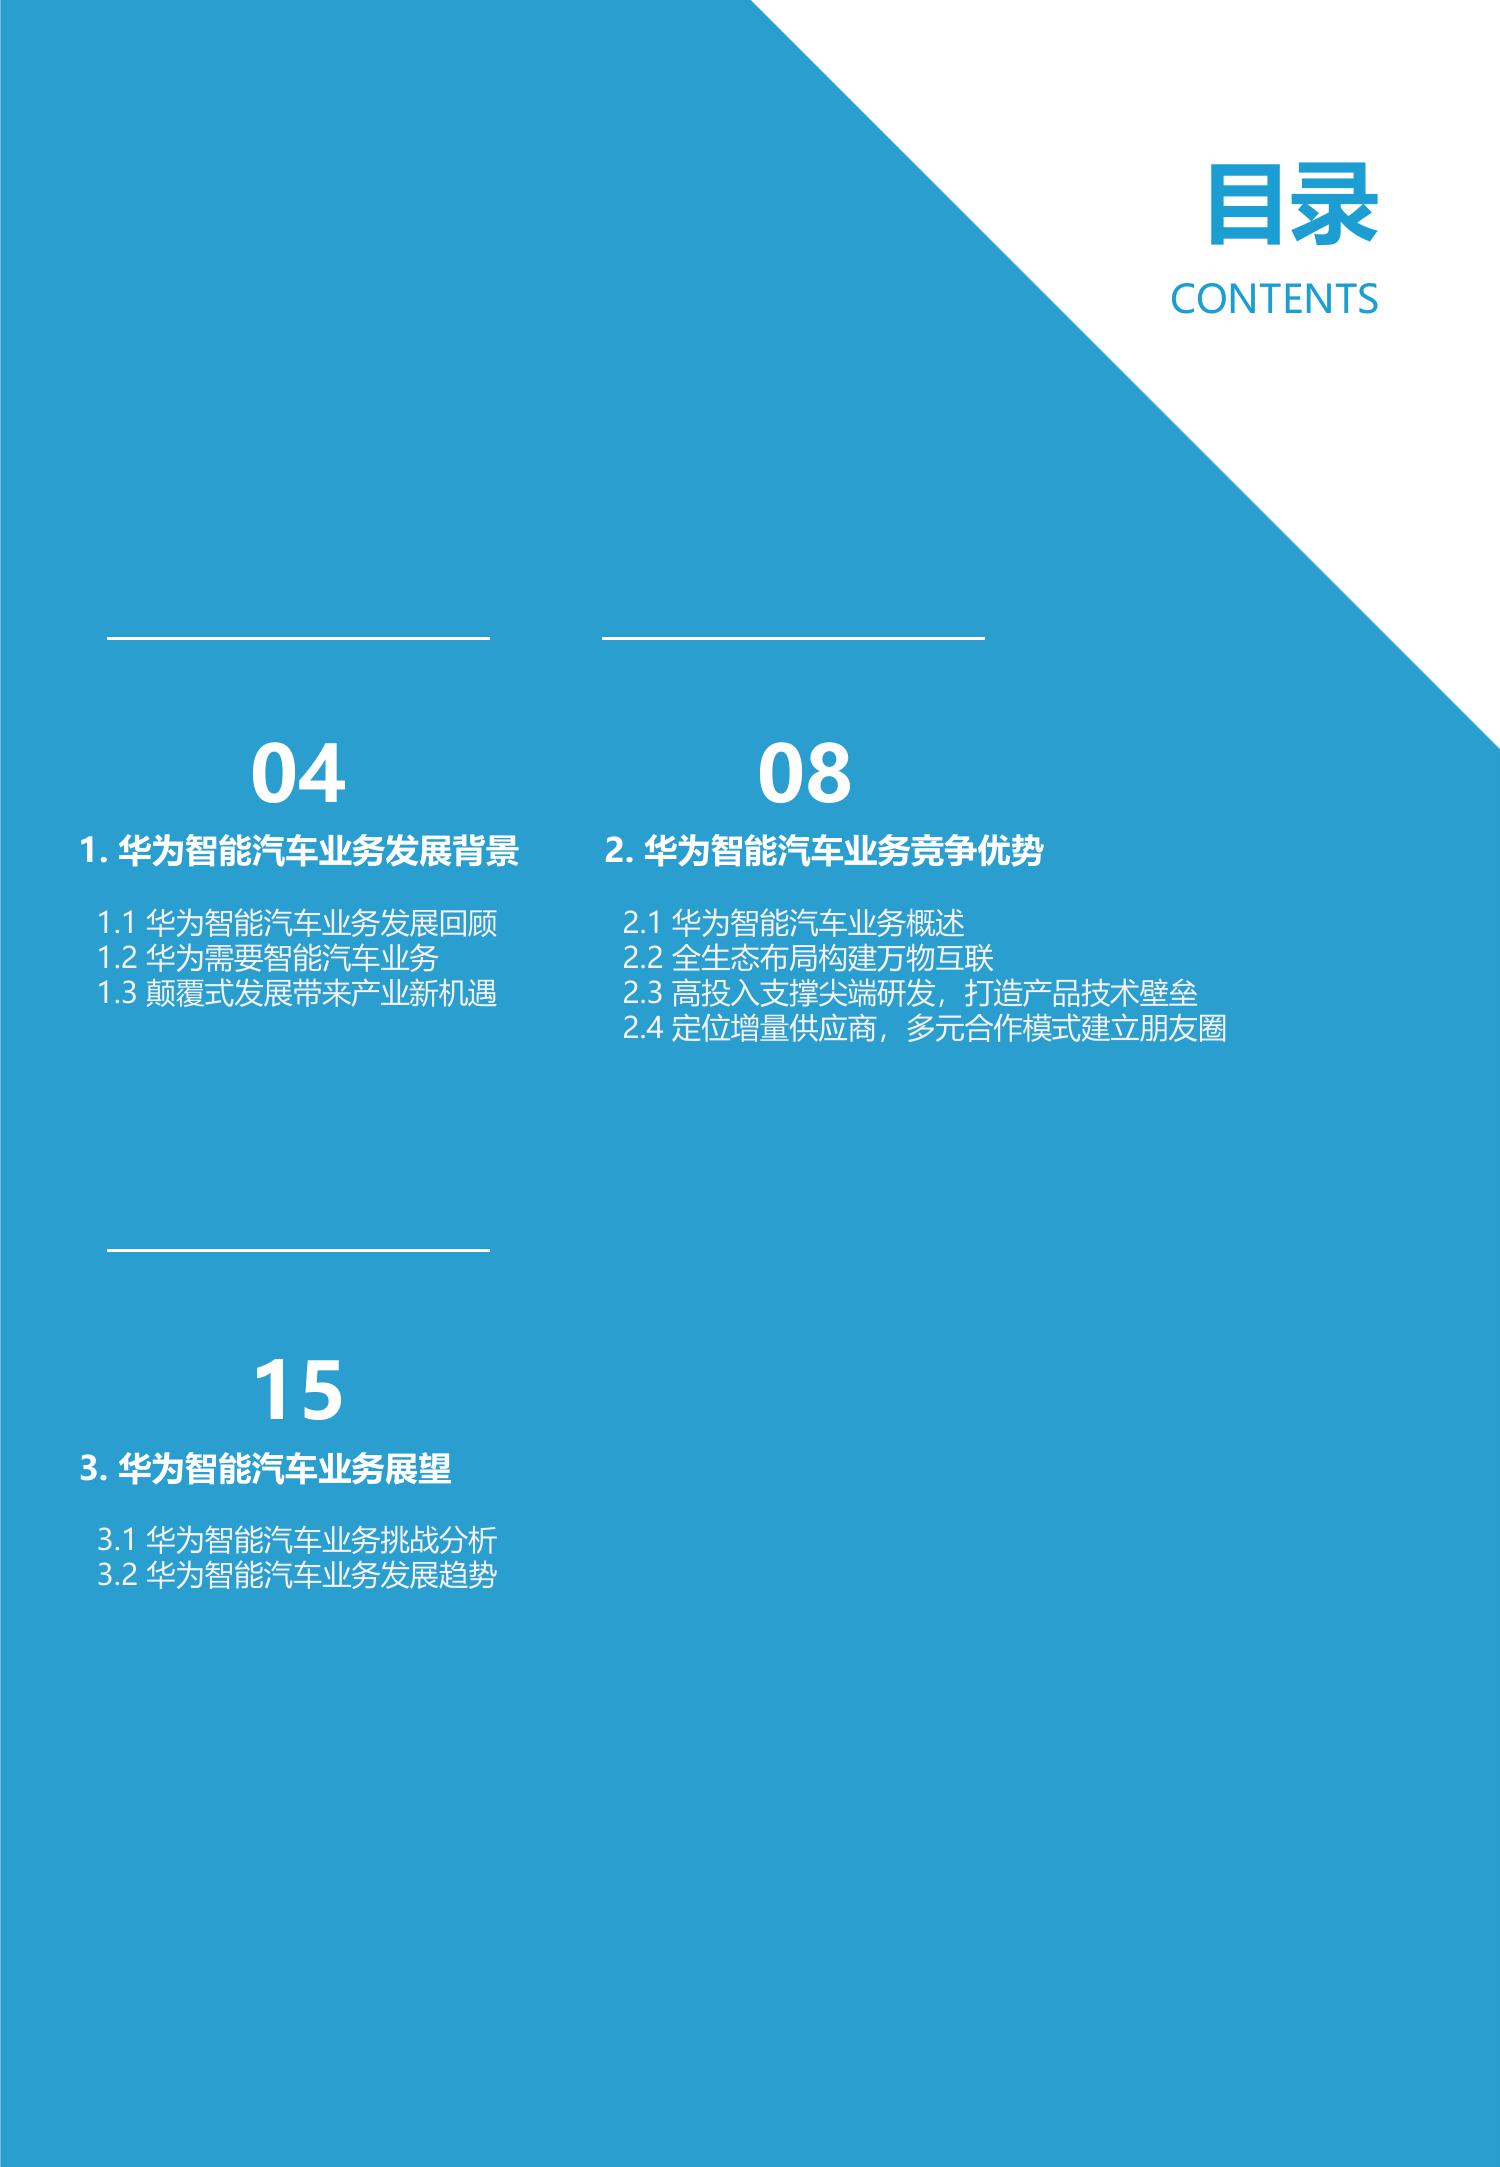 目录
CONTENTS
04
1. 华为智能汽车业务发展背景
1.1 华为智能汽车业务发展回顾
1.2 华为需要智能汽车业务
1.3 颠覆式发展带来产业新机遇
08
2. 华为智能汽车业务竞争优势
2.1 华为智能汽车业务概述
2.2 全生态布局构建万物互联
2.3 高投入支撑尖端研发，打造产品技术壁垒
2.4 定位增量供应商，多元合作模式建立朋友圈
15
3. 华为智能汽车业务展望
3.1 华为智能汽车业务挑战分析
3.2 华为智能汽车业务发展趋势